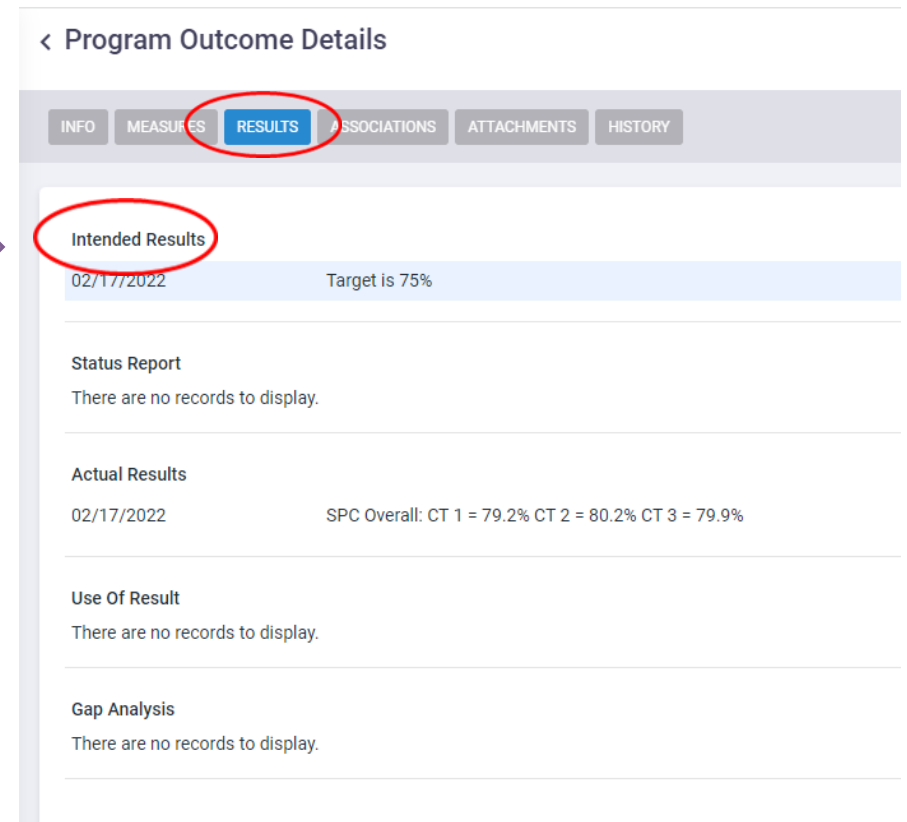 < Program Outcome Details
INFO MEASURES RESULTS ASSOCIATIONS ATTACHMENTS HISTORY
Intended Results
02/17/2022 Target is 75%
Status Report
There are no records to display.
Actual Results
02/17/2022 SPC Overall: CT 1 = 79.2% CT 2 = 80.2% CT 3 = 79.9%
Use Of Result
There are no records to display.
Gap Analysis
There are no records to display.